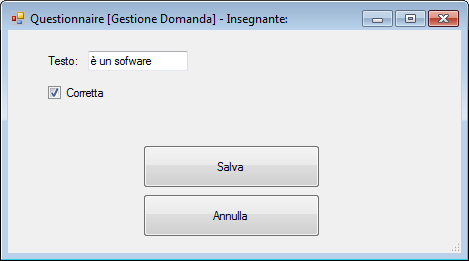 Questionnaire [Gestione Domanda] - Insegnante:
Testo: è un sofware
Corretta
Salva
Annulla